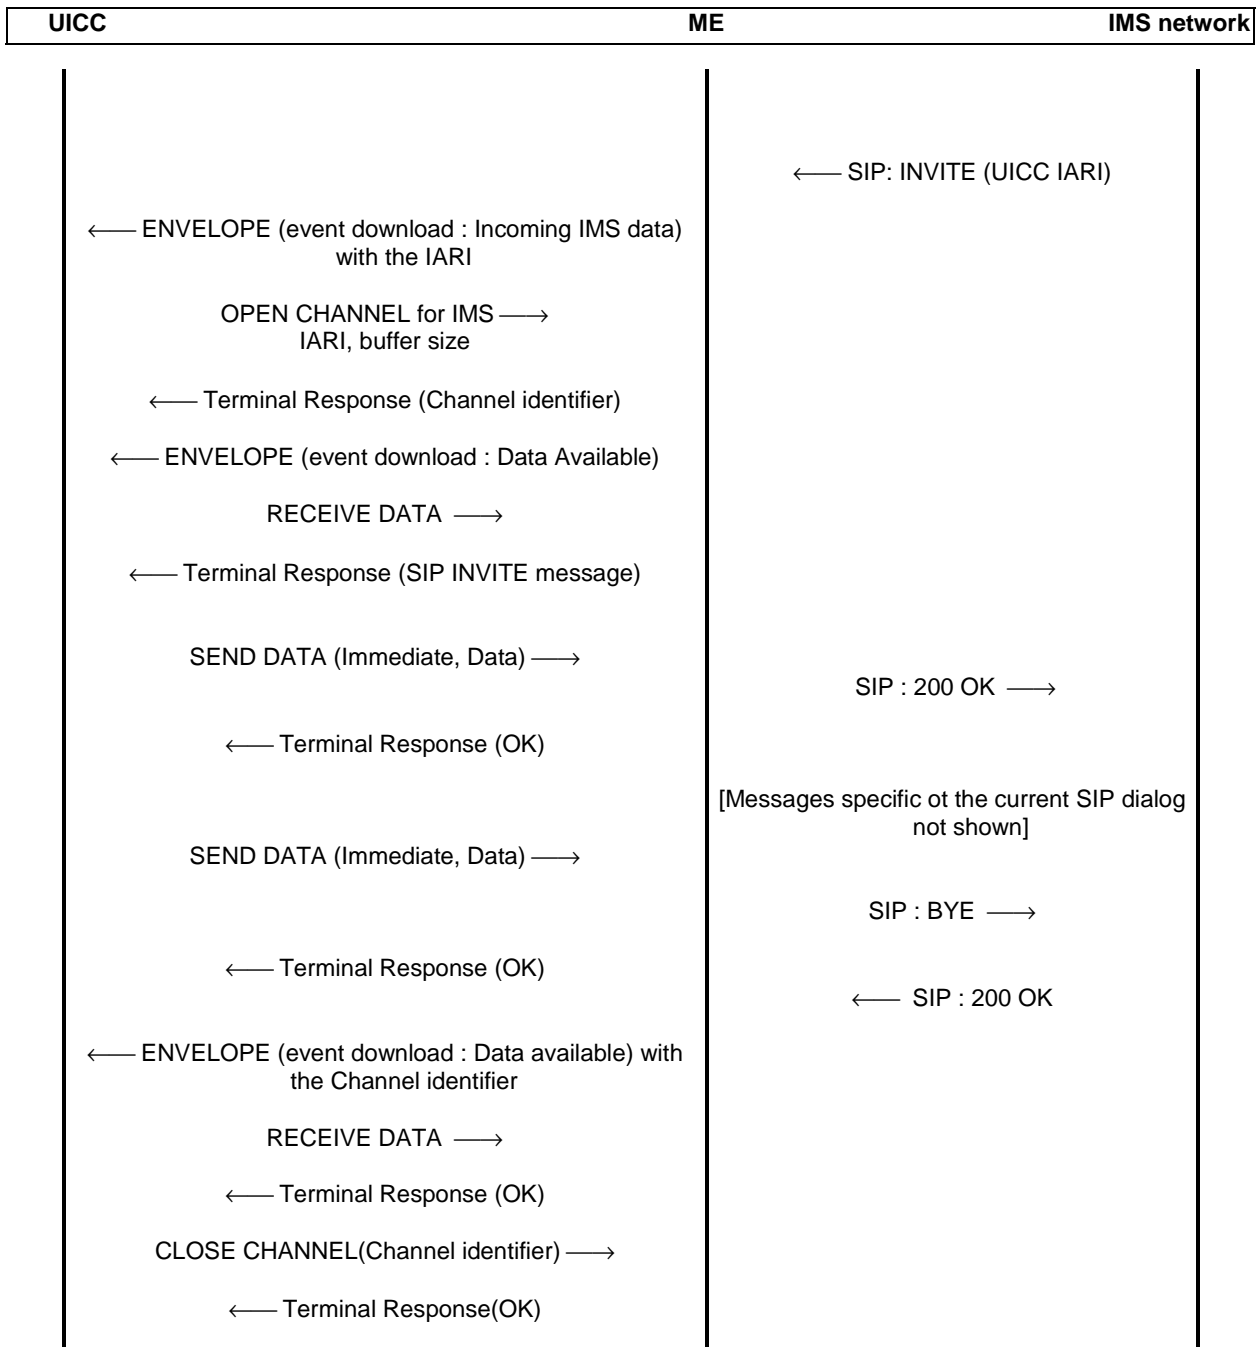 UICC ME IMS network
← SIP: INVITE (UICC IARI)
← ENVELOPE (event download : Incoming IMS data)
with the IARI
OPEN CHANNEL for IMS →
IARI, buffer size
← Terminal Response (Channel identifier)
← ENVELOPE (event download : Data Available)
RECEIVE DATA →
← Terminal Response (SIP INVITE message)
SEND DATA (Immediate, Data) →
SIP : 200 OK →
← Terminal Response (OK)
[Messages specific ot the current SIP dialog
not shown]
SEND DATA (Immediate, Data) →
SIP : BYE →
← Terminal Response (OK)
← SIP : 200 OK
← ENVELOPE (event download : Data available) with
the Channel identifier
RECEIVE DATA →
← Terminal Response (OK)
CLOSE CHANNEL(Channel identifier) →
← Terminal Response(OK)